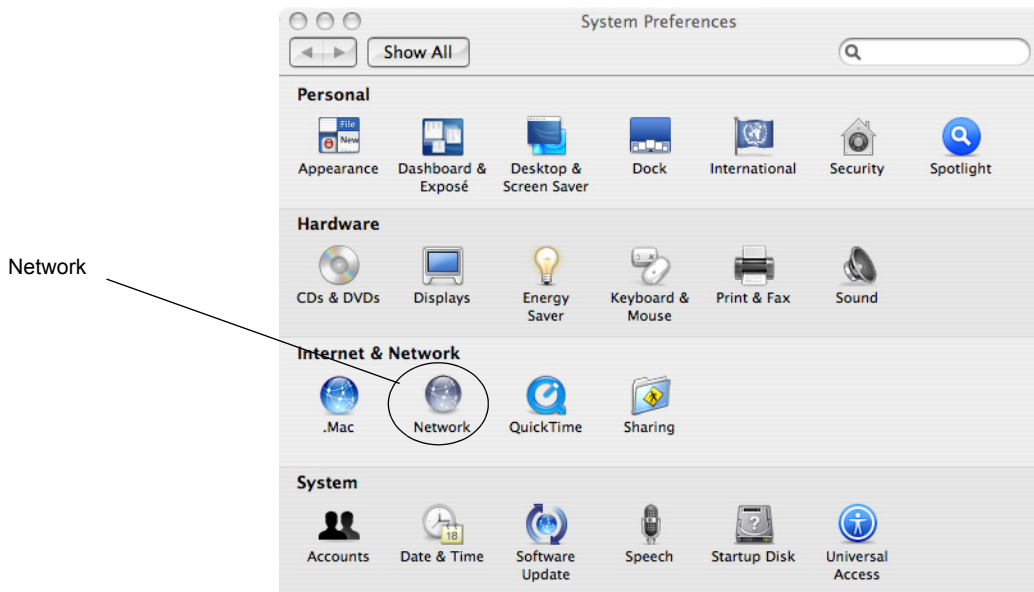 System Preferences
Show All
Personal
File
New
Appearance
Dashboard &
Exposé
Desktop &
Screen Saver
Dock
International
Security
Spotlight
Hardware
CDs & DVDs
Displays
Energy
Saver
Keyboard &
Mouse
Print & Fax
Sound
Network
Internet & Network
.Mac
Network
QuickTime
Sharing
System
18
?
Accounts
Date & Time
Software
Update
Speech
Startup Disk
Universal
Access